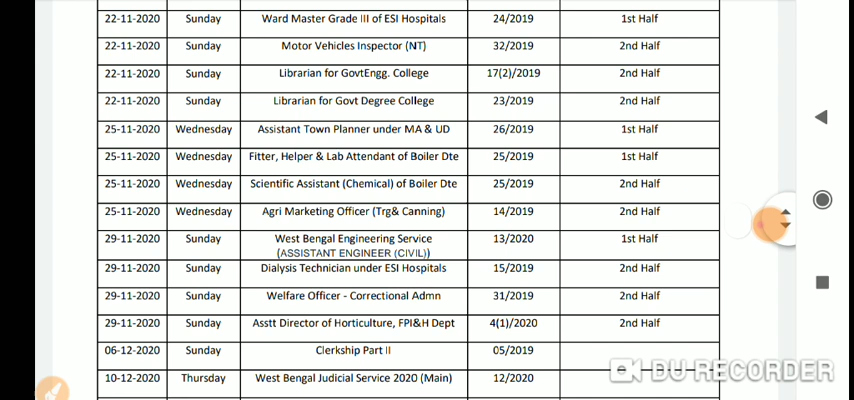 22-11-2020 Sunday Ward Master Grade III of ESI Hospitals 24/2019 1st Half
22-11-2020 Sunday Motor Vehicles Inspector (NT) 32/2019 2nd Half
22-11-2020 Sunday Librarian for GovtEngg. College 17(2)/2019 2nd Half
22-11-2020 Sunday Librarian for Govt Degree College 23/2019 2nd Half
25-11-2020 Wednesday Assistant Town Planner under MA & UD 26/2019 1st Half
25-11-2020 Wednesday Fitter, Helper & Lab Attendant of Boiler Dte 25/2019 1st Half
25-11-2020 Wednesday Scientific Assistant (Chemical) of Boiler Dte 25/2019 2nd Half
25-11-2020 Wednesday Agri Marketing Officer (Trg& Canning) 14/2019 2nd Half
29-11-2020 Sunday West Bengal Engineering Service 13/2020 1st Half
(ASSISTANT ENGINEER (CIVIL))
29-11-2020 Sunday Dialysis Technician under ESI Hospitals 15/2019 2nd Half
29-11-2020 Sunday Welfare Officer - Correctional Admn 31/2019 2nd Half
29-11-2020 Sunday Asstt Director of Horticulture, FPI&H Dept 4(1)/2020 2nd Half
06-12-2020 Sunday Clerkship Part II 05/2019
DU RECORDER
10-12-2020 Thursday West Bengal Judicial Service 2020 (Main) 12/2020